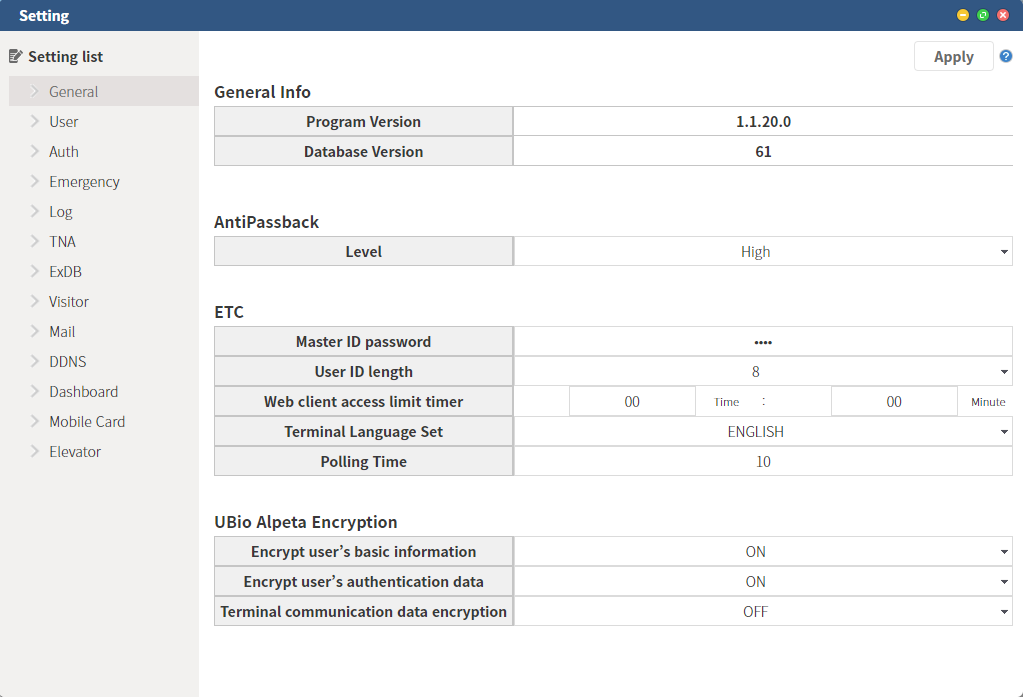 Setting
Setting list
General
User
Auth
Emergency
Log
TNA
ExDB
Visitor
Mail
DDNS
Dashboard
Mobile Card
Elevator
Apply
General Info
Program Version 1.1.20.0
Database Version 61
AntiPassback
Level High
ETC
Master ID password ••••
User ID length 8
Web client access limit timer 00 Time : 00 Minute
Terminal Language Set ENGLISH
Polling Time 10
UBio Alpeta Encryption
Encrypt user’s basic information ON
Encrypt user’s authentication data ON
Terminal communication data encryption OFF